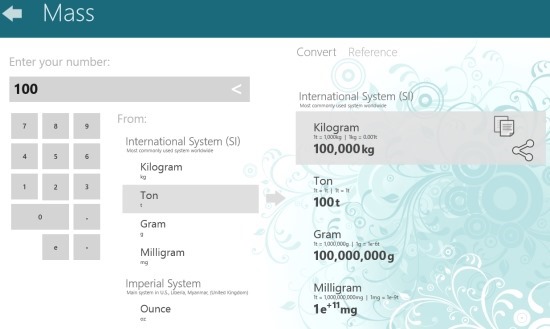 Mass
Enter your number:
100
<
7 8 9
4 5 6
1 2 3
0 .
e -
From:
International System (SI)
Most commonly used system worldwide
Kilogram
kg
Ton
t
Gram
g
Milligram
mg
Imperial System
Main system in U.S., Liberia, Myanmar, (United Kingdom)
Ounce
oz
Convert Reference
International System (SI)
Most commonly used system worldwide
Kilogram
1t = 1,000kg | 1kg = 0.001t
100,000kg
Ton
1t = 1t | 1t = 1t
100t
Gram
1t = 1,000,000g | 1g = 1e-6t
100,000,000g
Milligram
1t = 1,000,000,000mg | 1mg = 1e-9t
1e+11mg